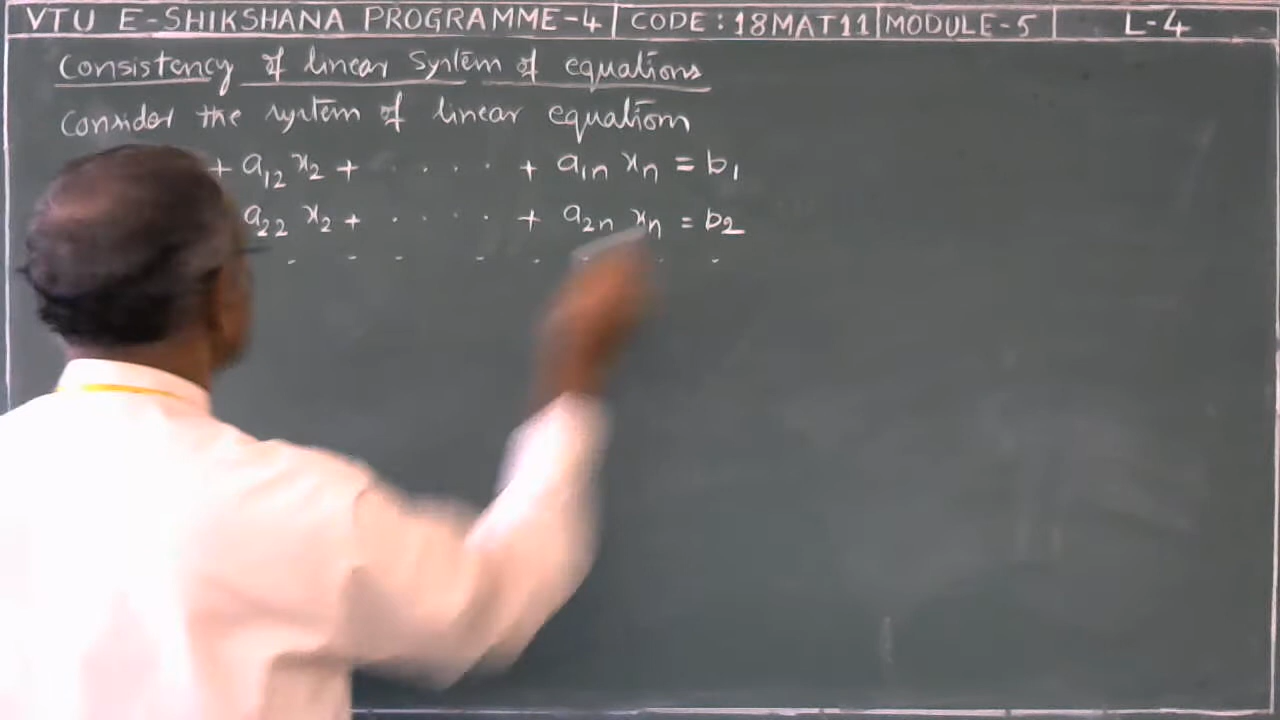 VTU E-SHIKSHANA PROGRAMME-4 | CODE : 18MAT11 | MODULE-5 | L-4
Consistency of linear system of equations
Consider the system of linear equations
+ a₁₂ x₂ + . . . . + a₁ₙ xₙ = b₁
a₂₂ x₂ + . . . . + a₂ₙ xₙ = b₂
. . . . . . . .